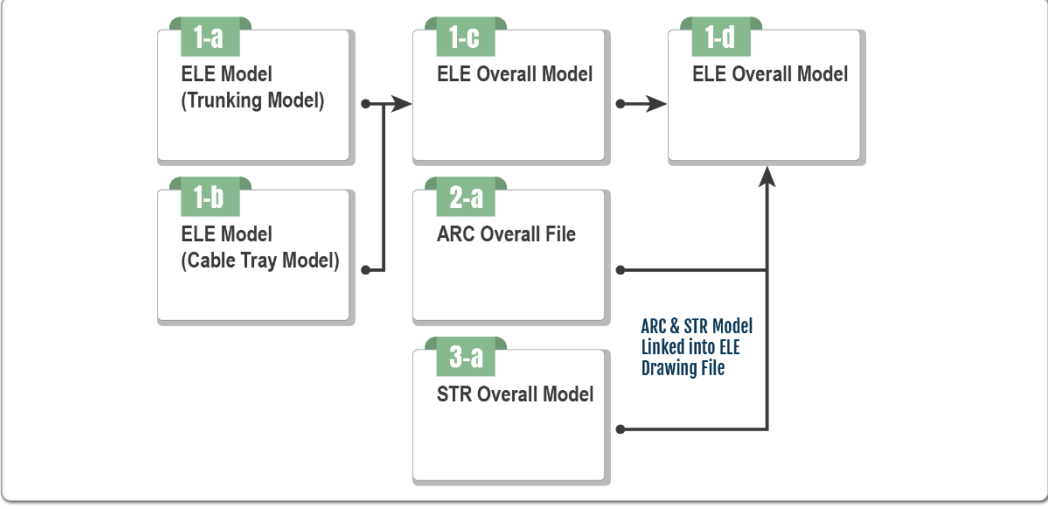 1-a
ELE Model
(Trunking Model)
1-c
ELE Overall Model
1-d
ELE Overall Model
1-b
ELE Model
(Cable Tray Model)
2-a
ARC Overall File
3-a
STR Overall Model
ARC & STR Model
Linked into ELE
Drawing File